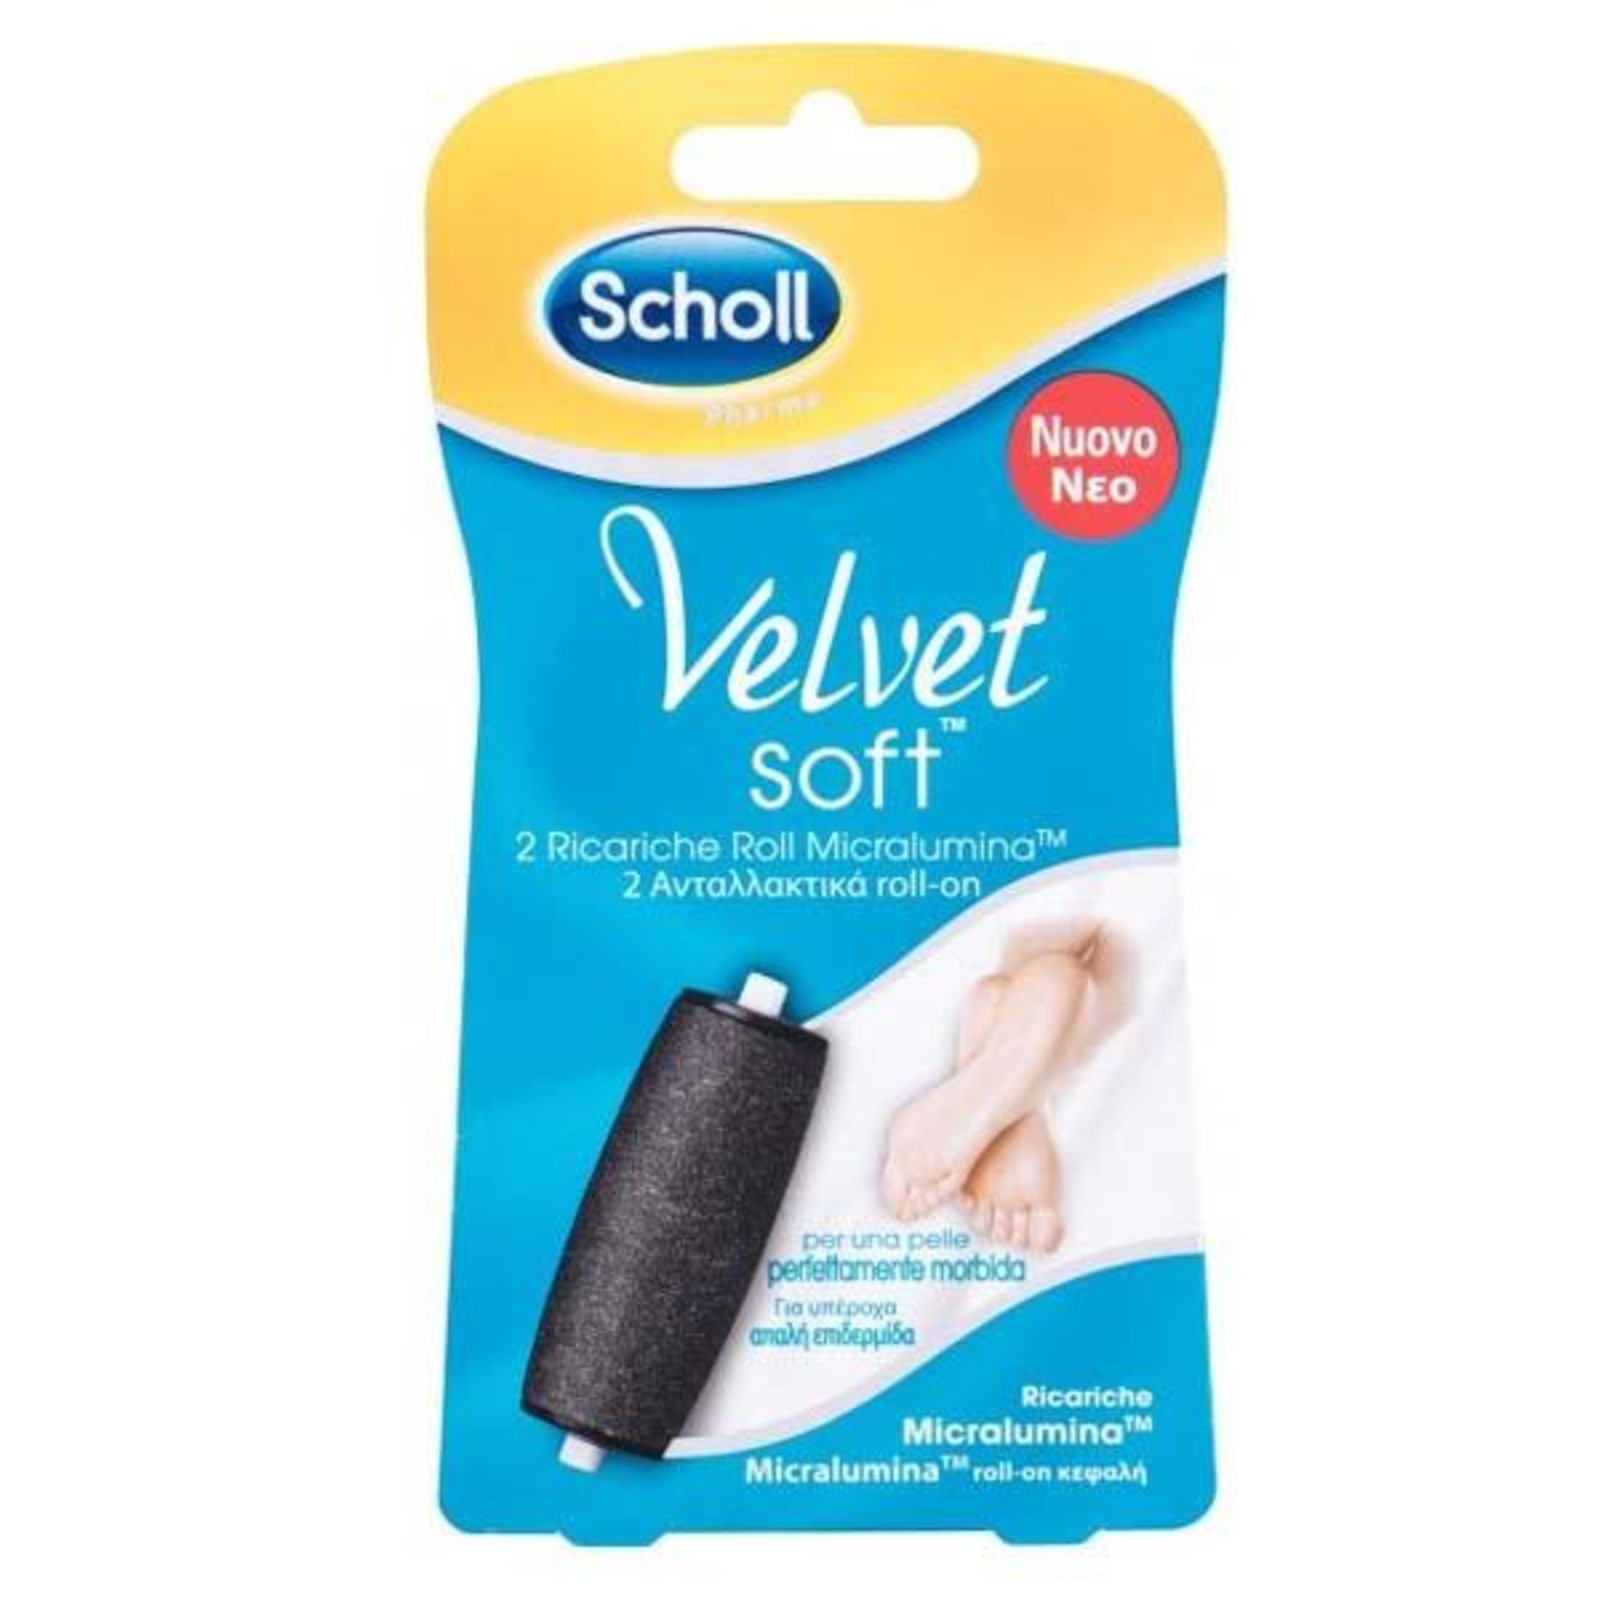 Scholl
Pharma
Nuovo
Νεο
Velvet
soft™
2 Ricariche Roll Micralumina™
2 Ανταλλακτικά roll-on
per una pelle
perfettamente morbida
Για υπέροχα
απαλή επιδερμίδα
Ricariche
Micralumina™
Micralumina™ roll-on κεφαλή